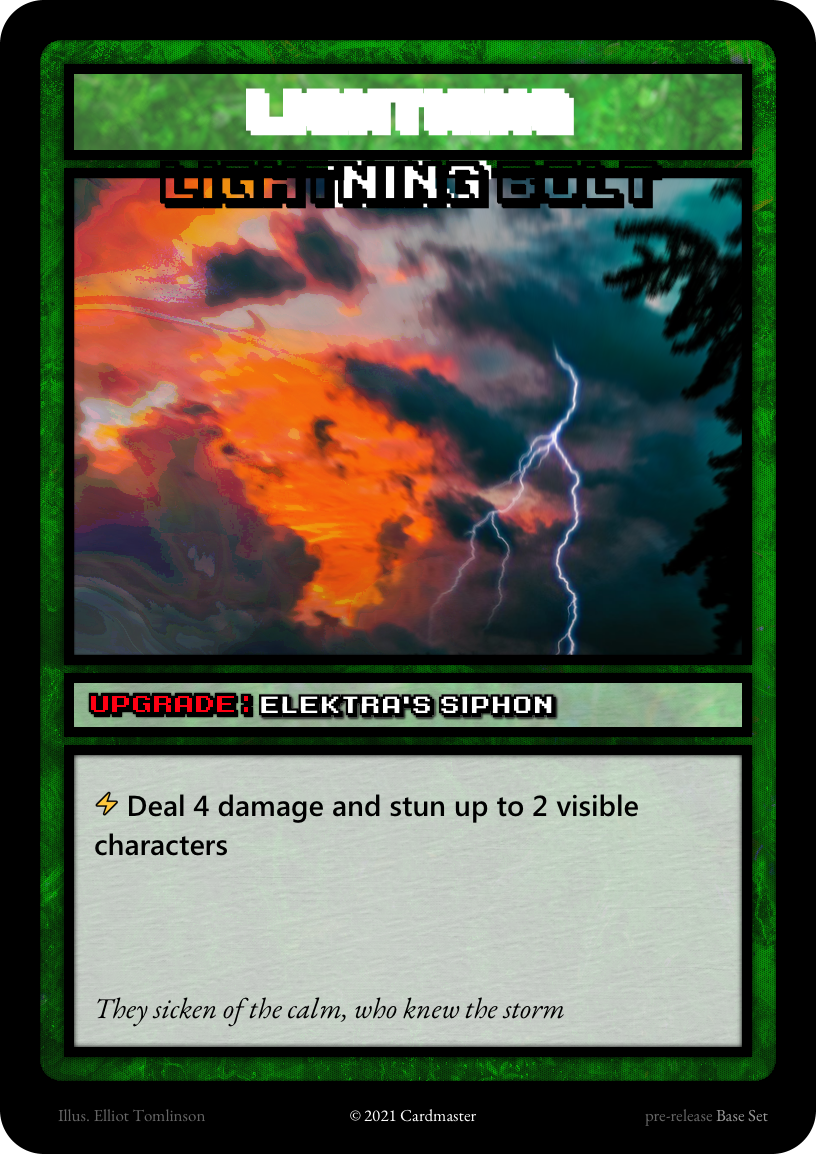 LIGHTNING BOLT
UPGRADE: ELEKTRA'S SIPHON
⚡ Deal 4 damage and stun up to 2 visible
characters
They sicken of the calm, who knew the storm
Illus. Elliot Tomlinson © 2021 Cardmaster pre-release Base Set